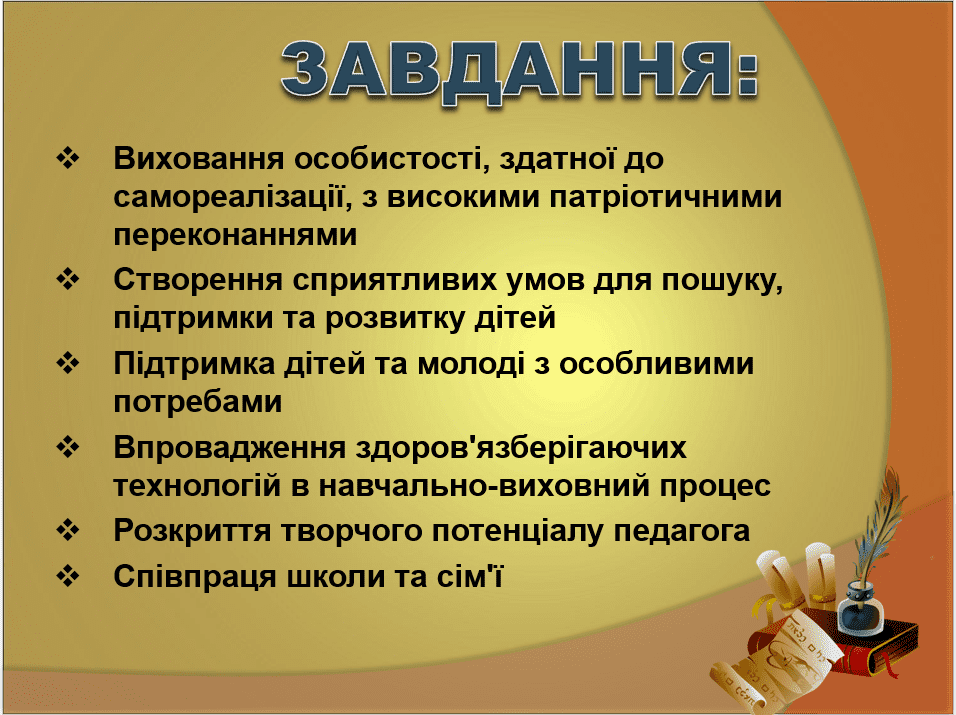 ЗАВДАННЯ:
❖ Виховання особистості, здатної до
самореалізації, з високими патріотичними
переконаннями
❖ Створення сприятливих умов для пошуку,
підтримки та розвитку дітей
❖ Підтримка дітей та молоді з особливими
потребами
❖ Впровадження здоров'язберігаючих
технологій в навчально-виховний процес
❖ Розкриття творчого потенціалу педагога
❖ Співпраця школи та сім'ї